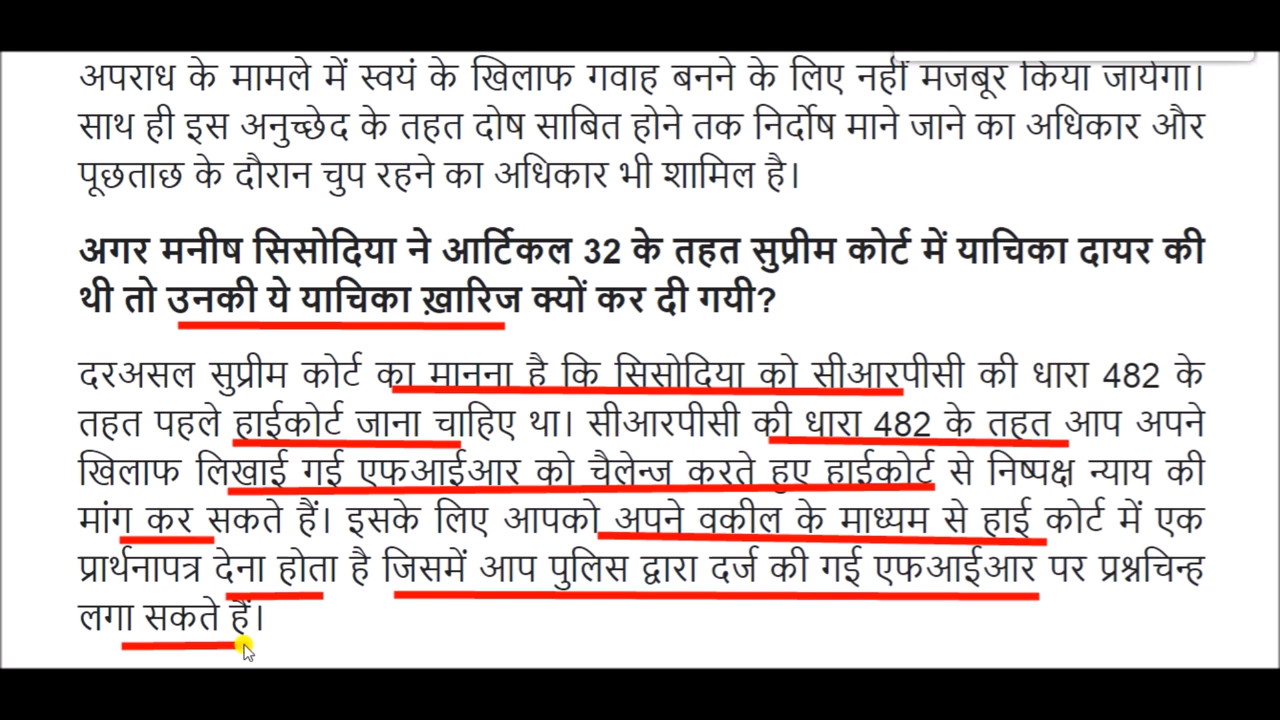 अपराध के मामले में स्वयं के खिलाफ गवाह बनने के लिए नहीं मजबूर किया जायेगा।
साथ ही इस अनुच्छेद के तहत दोष साबित होने तक निर्दोष माने जाने का अधिकार और
पूछताछ के दौरान चुप रहने का अधिकार भी शामिल है।
अगर मनीष सिसोदिया ने आर्टिकल 32 के तहत सुप्रीम कोर्ट में याचिका दायर की
थी तो उनकी ये याचिका ख़ारिज क्यों कर दी गयी?
दरअसल सुप्रीम कोर्ट का मानना है कि सिसोदिया को सीआरपीसी की धारा 482 के
तहत पहले हाईकोर्ट जाना चाहिए था। सीआरपीसी की धारा 482 के तहत आप अपने
खिलाफ लिखाई गई एफआईआर को चैलेन्ज करते हुए हाईकोर्ट से निष्पक्ष न्याय की
मांग कर सकते हैं। इसके लिए आपको अपने वकील के माध्यम से हाई कोर्ट में एक
प्रार्थनापत्र देना होता है जिसमें आप पुलिस द्वारा दर्ज की गई एफआईआर पर प्रश्नचिन्ह
लगा सकते हैं।